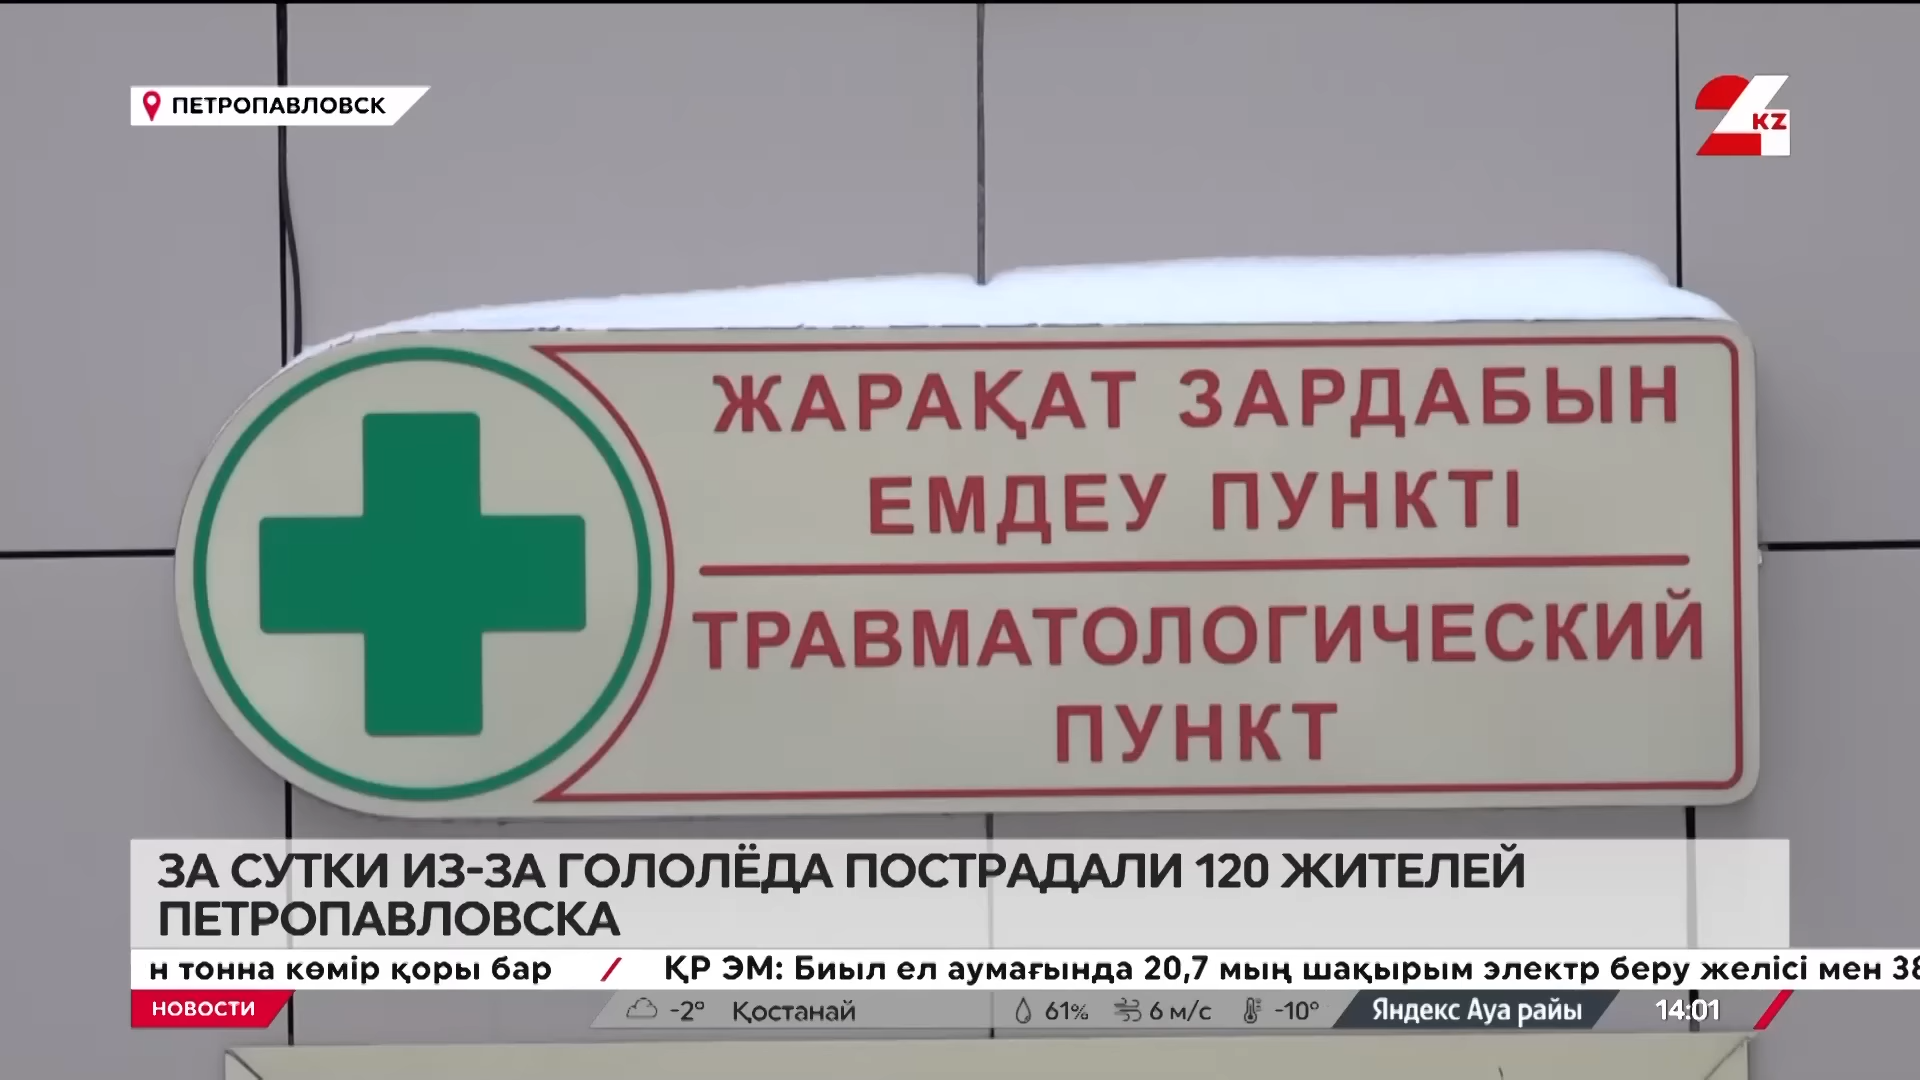 ПЕТРОПАВЛОВСК
24 KZ
ЖАРАҚАТ ЗАРДАБЫН
ЕМДЕУ ПУНКТІ
ТРАВМАТОЛОГИЧЕСКИЙ
ПУНКТ
ЗА СУТКИ ИЗ-ЗА ГОЛОЛЁДА ПОСТРАДАЛИ 120 ЖИТЕЛЕЙ
ПЕТРОПАВЛОВСКА
н тонна көмір қоры бар / ҚР ЭМ: Биыл ел аумағында 20,7 мың шақырым электр беру желісі мен 38
НОВОСТИ -2° Қостанай 61% 6 м/с -10° Яндекс Ауа райы 14:01